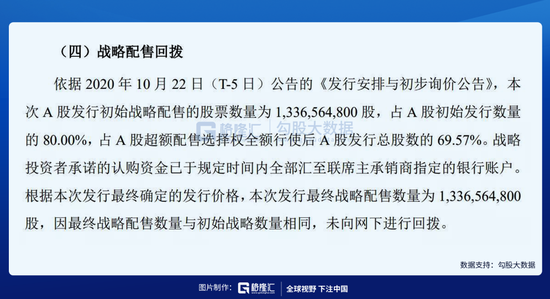 （四）战略配售回拨
依据 2020 年 10 月 22 日（T-5 日）公告的《发行安排与初步询价公告》，本
次 A 股发行初始战略配售的股票数量为 1,336,564,800 股，占 A 股初始发行数量
的 80.00%，占 A 股超额配售选择权全额行使后 A 股发行总股数的 69.57%。战略
投资者承诺的认购资金已于规定时间内全部汇至联席主承销商指定的银行账户。
根据本次发行最终确定的发行价格，本次发行最终战略配售数量为 1,336,564,800
股，因最终战略配售数量与初始战略数量相同，未向网下进行回拨。
格隆汇 勾股大数据
数据支持：勾股大数据
图片制作： 格隆汇 全球视野 下注中国